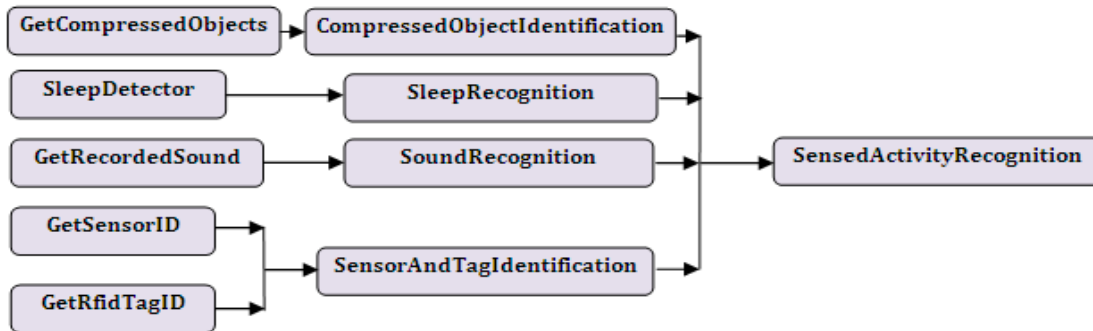 GetCompressedObjects
CompressedObjectIdentification
SleepDetector
SleepRecognition
GetRecordedSound
SoundRecognition
SensedActivityRecognition
GetSensorID
SensorAndTagIdentification
GetRfidTagID